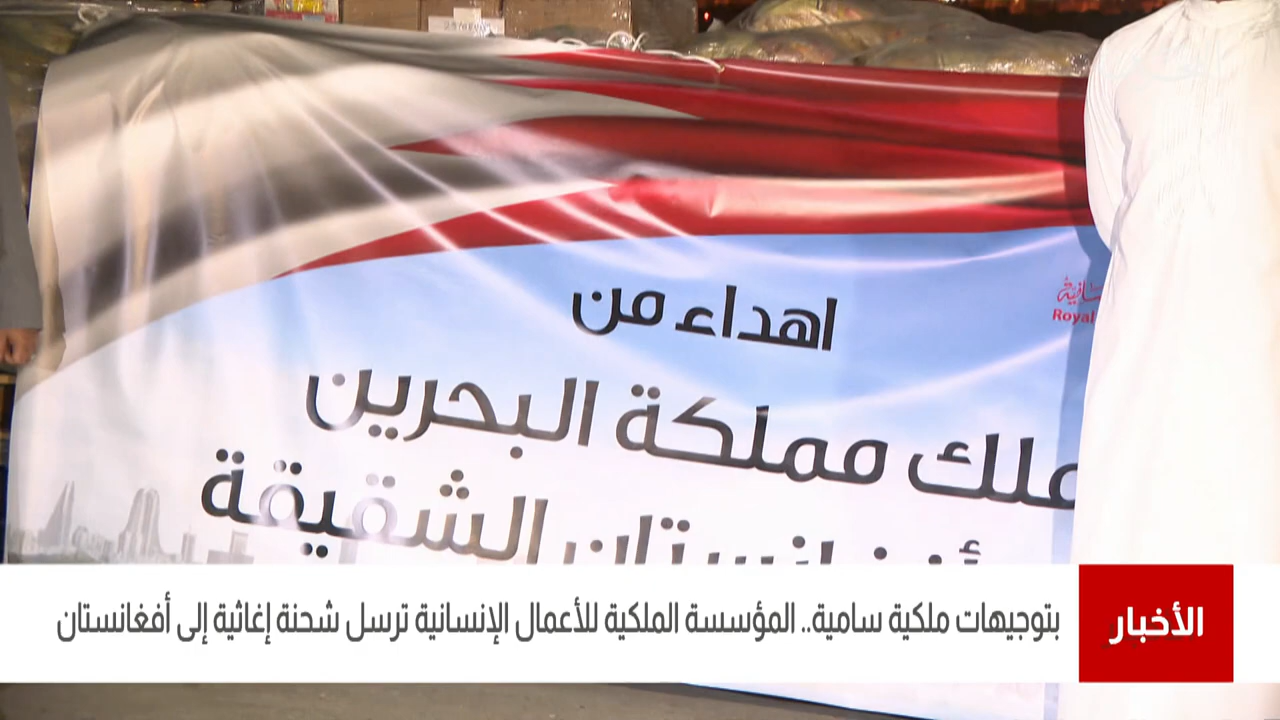 اهداء من
ملك مملكة البحرين
الشقيقة
Royal
الأخبار
بتوجيهات ملكية سامية.. المؤسسة الملكية للأعمال الإنسانية ترسل شحنة إغاثية إلى أفغانستان